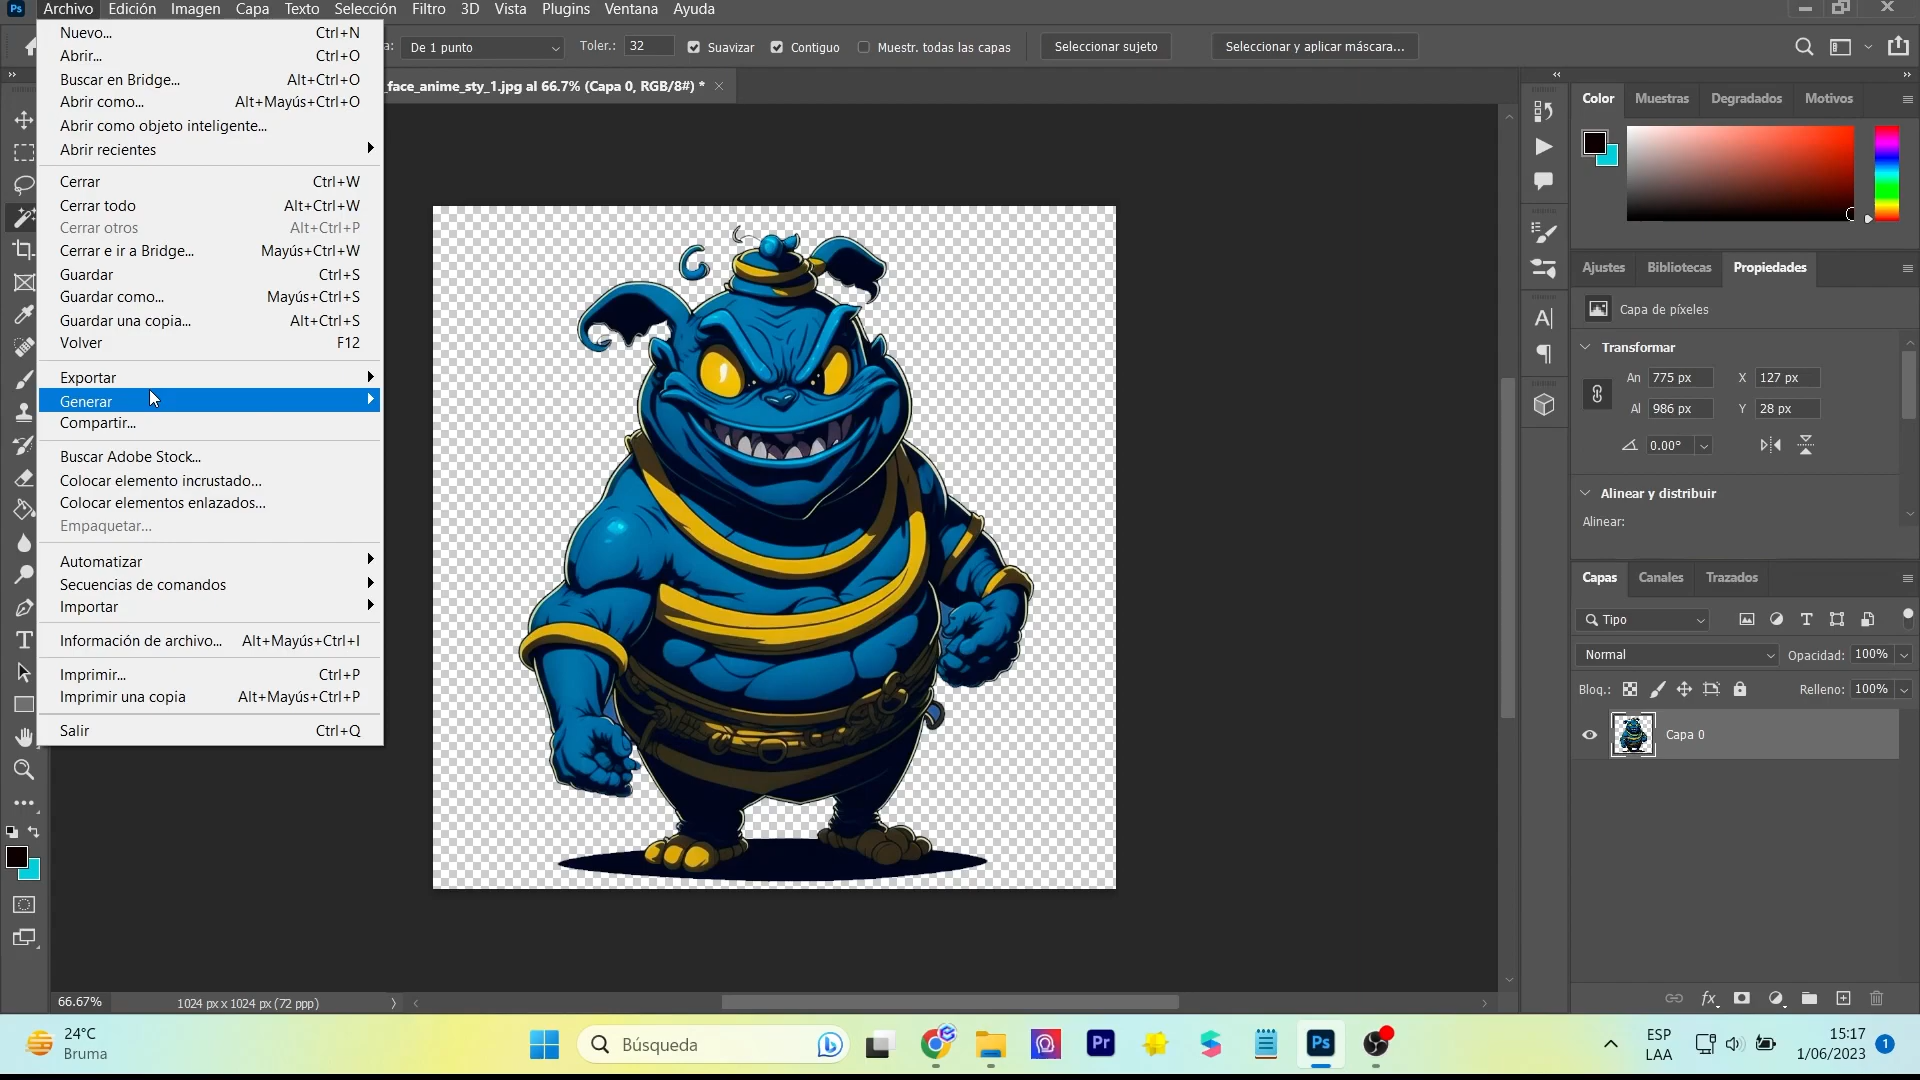 Ps Archivo Edición Imagen Capa Texto Selección Filtro 3D Vista Plugins Ventana Ayuda
a: De 1 punto Toler.: 32 Suavizar Contiguo Muestr. todas las capas Seleccionar sujeto Seleccionar y aplicar máscara...
_face_anime_sty_1.jpg al 66.7% (Capa 0, RGB/8#) *
Nuevo... Ctrl+N
Abrir... Ctrl+O
Buscar en Bridge... Alt+Ctrl+O
Abrir como... Alt+Mayús+Ctrl+O
Abrir como objeto inteligente...
Abrir recientes
Cerrar Ctrl+W
Cerrar todo Alt+Ctrl+W
Cerrar otros Alt+Ctrl+P
Cerrar e ir a Bridge... Mayús+Ctrl+W
Guardar Ctrl+S
Guardar como... Mayús+Ctrl+S
Guardar una copia... Alt+Ctrl+S
Volver F12
Exportar
Generar
Compartir...
Buscar Adobe Stock...
Colocar elemento incrustado...
Colocar elementos enlazados...
Empaquetar...
Automatizar
Secuencias de comandos
Importar
Información de archivo... Alt+Mayús+Ctrl+I
Imprimir... Ctrl+P
Imprimir una copia Alt+Mayús+Ctrl+P
Salir Ctrl+Q
Color Muestras Degradados Motivos
Ajustes Bibliotecas Propiedades
Capa de píxeles
Transformar
An 775 px X 127 px
Al 986 px Y 28 px
0.00°
Alinear y distribuir
Alinear:
Capas Canales Trazados
Tipo
Normal Opacidad: 100%
Bloq.: Relleno: 100%
Capa 0
fx
66.67% 1024 px x 1024 px (72 ppp)
24°C
Bruma
Búsqueda
Pr
Ps
ESP
LAA
15:17
1/06/2023
1